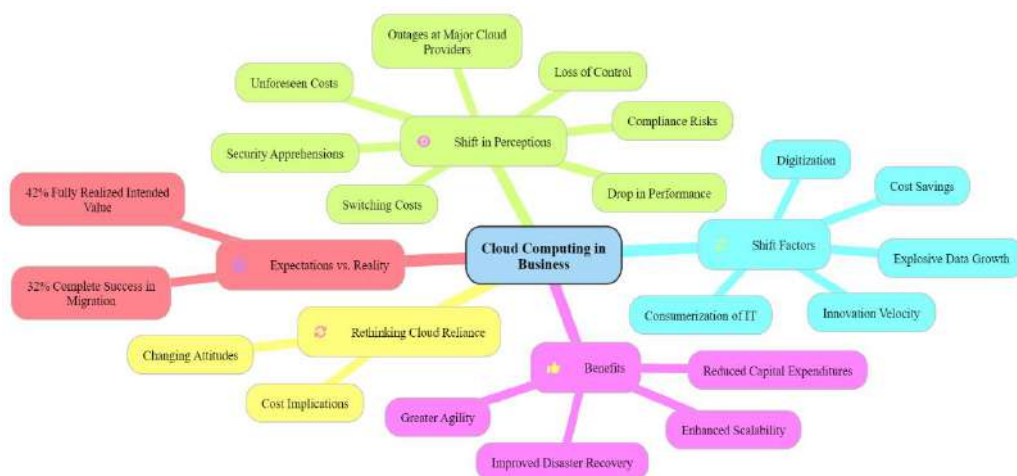 Cloud Computing in
Business
Shift in Perceptions
Outages at Major Cloud
Providers
Loss of Control
Unforeseen Costs
Compliance Risks
Security Apprehensions
Drop in Performance
Switching Costs
Shift Factors
Digitization
Cost Savings
Explosive Data Growth
Innovation Velocity
Consumerization of IT
Expectations vs. Reality
42% Fully Realized Intended
Value
32% Complete Success in
Migration
Rethinking Cloud Reliance
Changing Attitudes
Cost Implications
Benefits
Reduced Capital Expenditures
Enhanced Scalability
Improved Disaster Recovery
Greater Agility